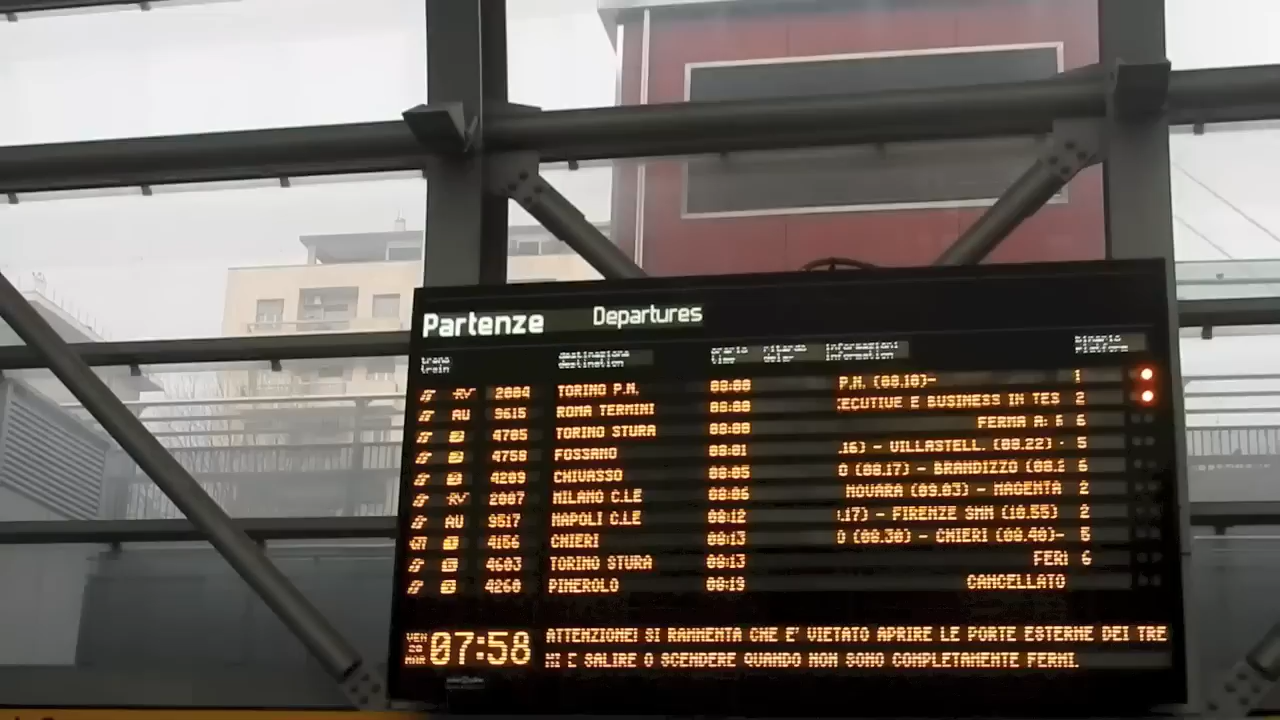 Partenze Departures
treno train destinazione destination orario time ritardo delay informazioni information binario platform
RV 2004 TORINO P.N. 08:00 P.N. (08.10)- 1
AV 9615 ROMA TERMINI 08:00 ECUTIVE E BUSINESS IN TES 2
4705 TORINO STURA 08:00 FERMA A: 6
4758 FOSSANO 08:01 .16) - VILLASTELL. (08.22) - 5
4209 CHIVASSO 08:05 O (08.17) - BRANDIZZO (08.2 6
RV 2007 MILANO C.LE 08:06 NOVARA (09.03) - MAGENTA 2
AV 9517 NAPOLI C.LE 08:12 .17) - FIRENZE SMN (10.55) 2
4156 CHIERI 08:13 O (08.30) - CHIERI (08.40)- 5
4603 TORINO STURA 08:13 FER 6
4260 PINEROLO 08:19 CANCELLATO
VEN MAR 07:58 ATTENZIONE! SI RAMMENTA CHE E' VIETATO APRIRE LE PORTE ESTERNE DEI TRE
NI E SALIRE O SCENDERE QUANDO NON SONO COMPLETAMENTE FERMI.